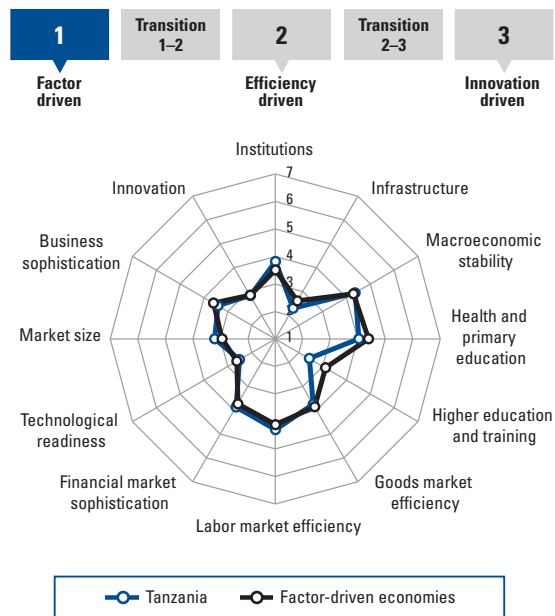 1
Transition
1–2
2
Transition
2–3
3
Factor
driven
Efficiency
driven
Innovation
driven
Institutions
7
6
5
4
3
2
1
Innovation
Infrastructure
Business
sophistication
Macroeconomic
stability
Market size
Health and
primary
education
Technological
readiness
Higher education
and training
Financial market
sophistication
Goods market
efficiency
Labor market efficiency
Tanzania
Factor-driven economies